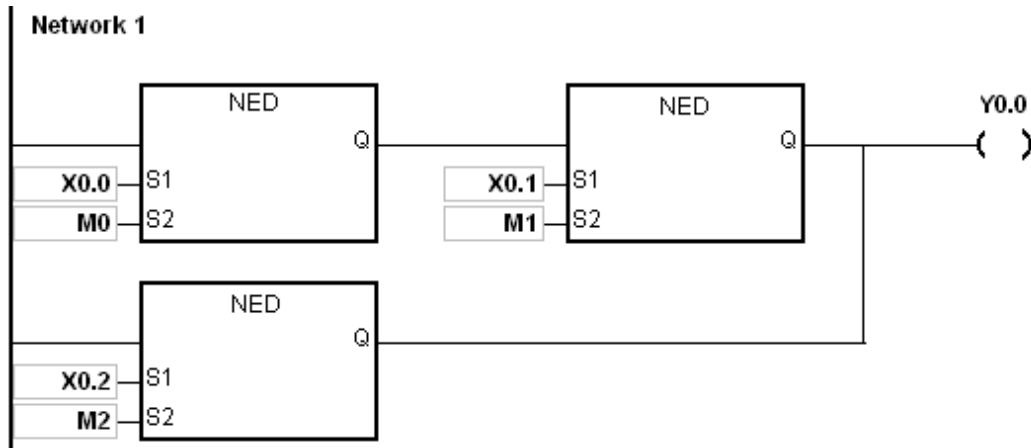 Network 1
NED
NED
Y0.0
Q
Q
X0.0
S1
X0.1
S1
M0
S2
M1
S2
NED
Q
X0.2
S1
M2
S2